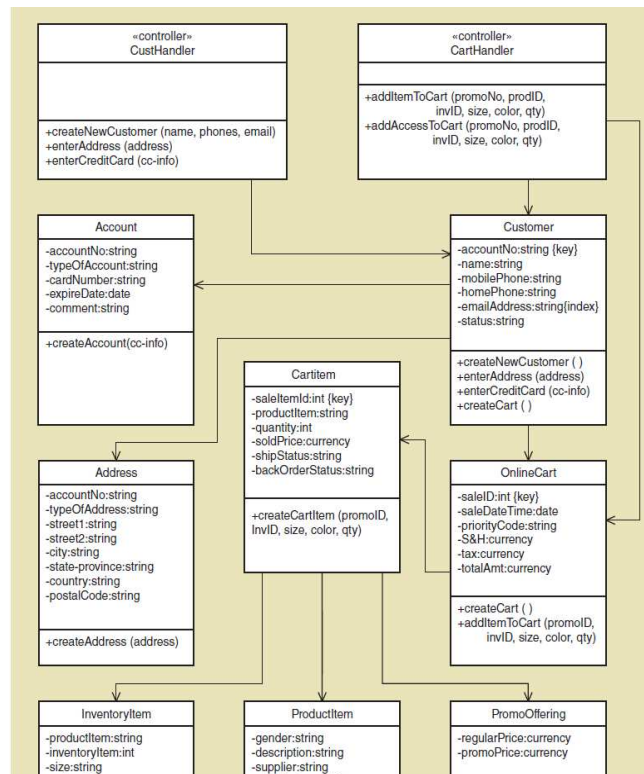 «controller»
CustHandler
+createNewCustomer (name, phones, email)
+enterAddress (address)
+enterCreditCard (cc-info)
«controller»
CartHandler
+addItemToCart (promoNo, prodID,
invID, size, color, qty)
+addAccessToCart (promoNo, prodID,
invID, size, color, qty)
Account
-accountNo:string
-typeOfAccount:string
-cardNumber:string
-expireDate:date
-comment:string
+createAccount(cc-info)
Customer
-accountNo:string {key}
-name:string
-mobilePhone:string
-homePhone:string
-emailAddress:string{index}
-status:string
+createNewCustomer ( )
+enterAddress (address)
+enterCreditCard (cc-info)
+createCart ( )
Cartitem
-saleItemId:int {key}
-productItem:string
-quantity:int
-soldPrice:currency
-shipStatus:string
-backOrderStatus:string
+createCartItem (promoID,
InvID, size, color, qty)
Address
-accountNo:string
-typeOfAddress:string
-street1:string
-street2:string
-city:string
-state-province:string
-country:string
-postalCode:string
+createAddress (address)
OnlineCart
-saleID:int {key}
-saleDateTime:date
-priorityCode:string
-S&H:currency
-tax:currency
-totalAmt:currency
+createCart ( )
+addItemToCart (promoID,
invID, size, color, qty)
InventoryItem
-productItem:string
-inventoryItem:int
-size:string
ProductItem
-gender:string
-description:string
-supplier:string
PromoOffering
-regularPrice:currency
-promoPrice:currency